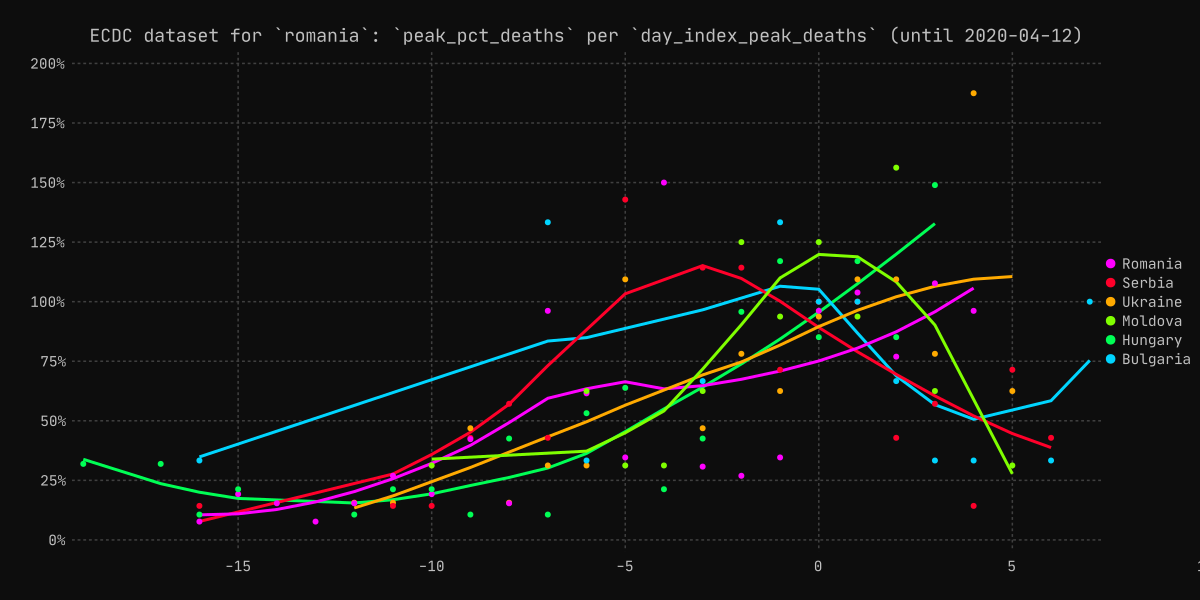 ECDC dataset for `romania`: `peak_pct_deaths` per `day_index_peak_deaths` (until 2020-04-12)
200%
175%
150%
125%
100%
75%
50%
25%
0%
-15
-10
-5
0
5
Romania
Serbia
Ukraine
Moldova
Hungary
Bulgaria